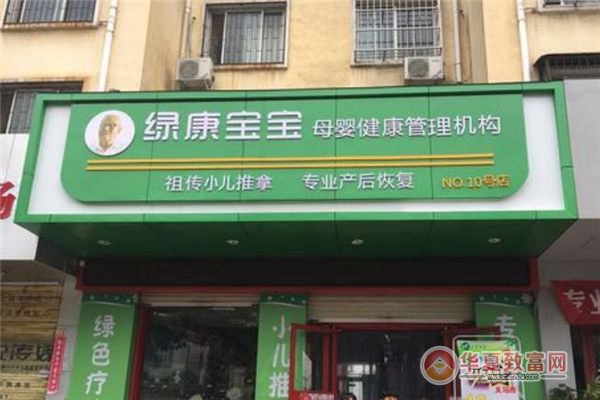 绿康宝宝 母婴健康管理机构
祖传小儿推拿 专业产后恢复 NO.10号店
绿色疗
小儿推
专
专业
华夏致富网